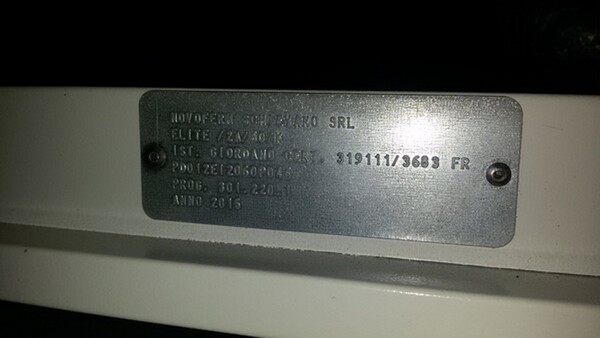 NOVOFERM SCHIEVANO SRL
ELITE /ZA/60
IST. GIORDANO CERT. 319111/3683 FR
PROG. 301.220
ANNO 2015